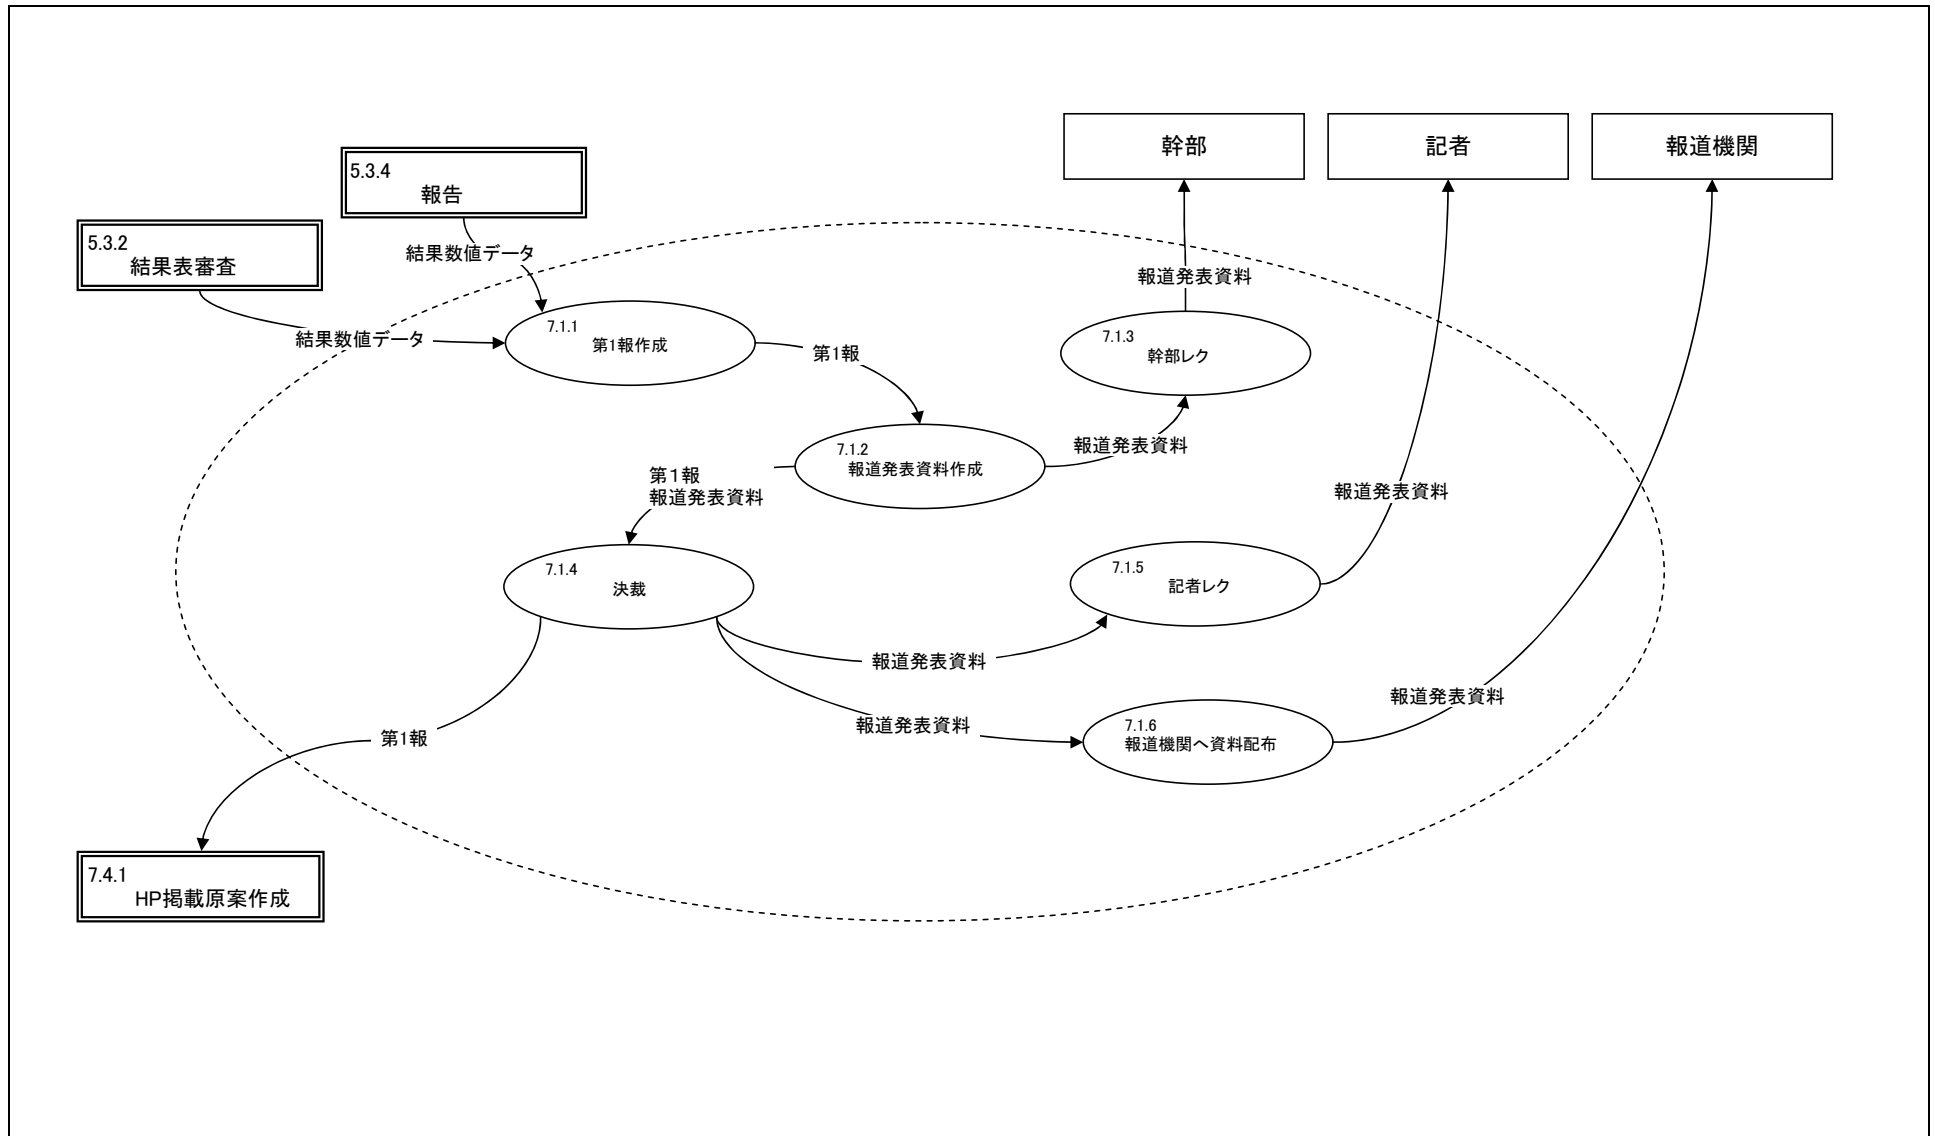 幹部
記者
報道機関
5.3.4
報告
5.3.2
結果表審査
結果数値データ
結果数値データ
報道発表資料
7.1.1
第1報作成
第1報
7.1.3
幹部レク
7.1.2
報道発表資料作成
報道発表資料
第１報
報道発表資料
報道発表資料
7.1.4
決裁
7.1.5
記者レク
報道発表資料
報道発表資料
報道発表資料
7.1.6
報道機関へ資料配布
第1報
7.4.1
HP掲載原案作成